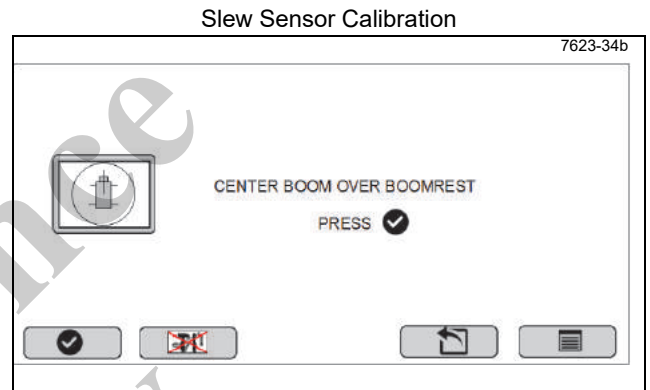 Slew Sensor Calibration
7623-34b
CENTER BOOM OVER BOOMREST
PRESS